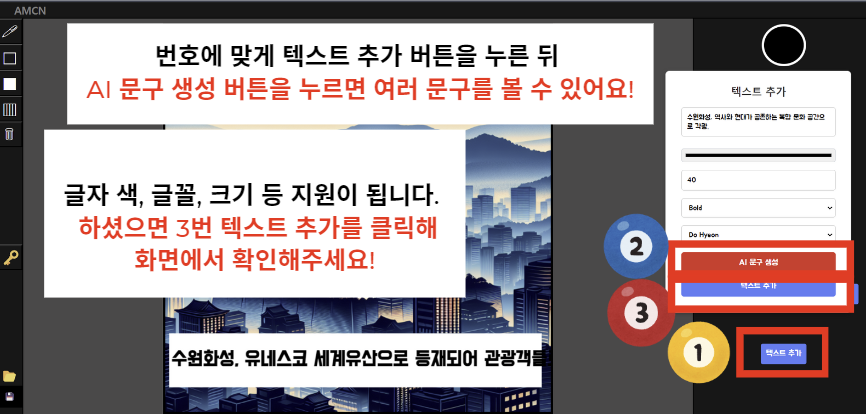 AMCN
번호에 맞게 텍스트 추가 버튼을 누른 뒤
AI 문구 생성 버튼을 누르면 여러 문구를 볼 수 있어요!
글자 색, 글꼴, 크기 등 지원이 됩니다.
하셨으면 3번 텍스트 추가를 클릭해
화면에서 확인해주세요!
수원화성, 유네스코 세계유산으로 등재되어 관광객들
텍스트 추가
수원화성, 역사와 현대가 공존하는 복합 문화 공간으
로 각광.
40
Bold
Do Hyeon
2
AI 문구 생성
3
텍스트 추가
1
텍스트 추가